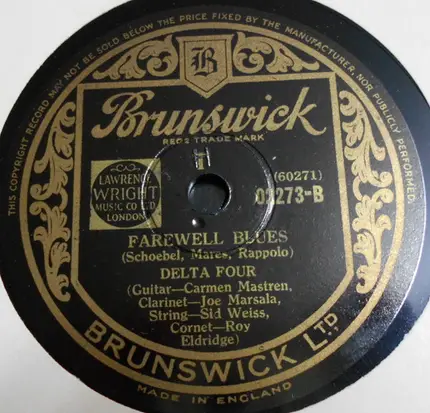 THIS COPYRIGHT RECORD MAY NOT BE SOLD BELOW THE PRICE FIXED BY THE MANUFACTURER, NOR PUBLICLY PERFORMED.
B
Brunswick
REGD TRADE MARK
H
(60271)
LAWRENCE
WRIGHT
MUSIC CO LTD
LONDON
02273-B
FAREWELL BLUES
(Schoebel, Mares, Rappolo)
DELTA FOUR
(Guitar—Carmen Mastren,
Clarinet—Joe Marsala,
String—Sid Weiss,
Cornet—Roy
Eldridge)
BRUNSWICK LTD
MADE IN ENGLAND